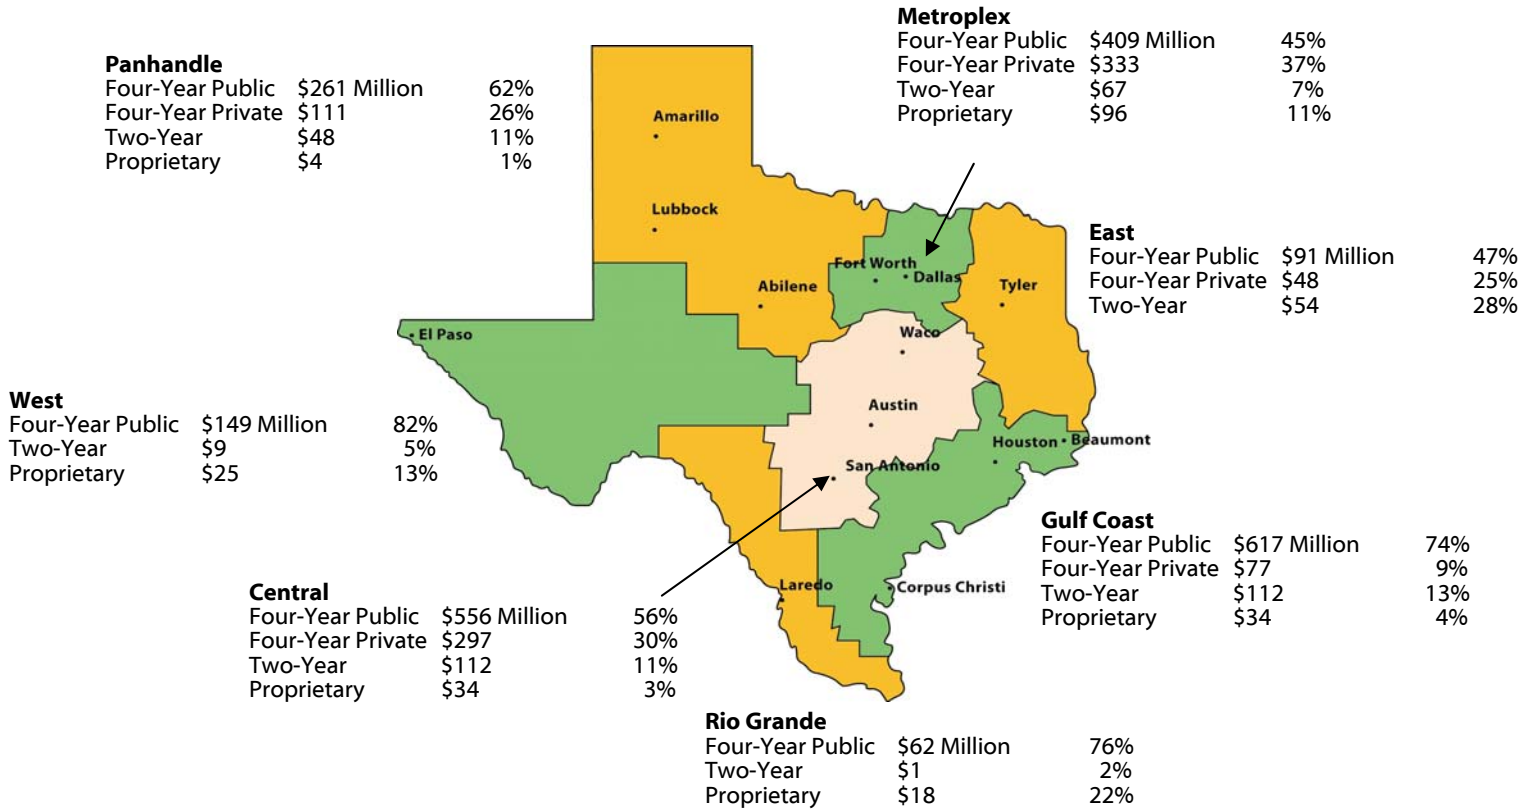 Metroplex
Four-Year Public $409 Million 45%
Four-Year Private $333 37%
Two-Year $67 7%
Proprietary $96 11%
Panhandle
Four-Year Public $261 Million 62%
Four-Year Private $111 26%
Two-Year $48 11%
Proprietary $4 1%
Amarillo
Lubbock
East
Four-Year Public $91 Million 47%
Four-Year Private $48 25%
Two-Year $54 28%
Fort Worth
Dallas
Abilene
Tyler
El Paso
Waco
West
Four-Year Public $149 Million 82%
Two-Year $9 5%
Proprietary $25 13%
Austin
Houston
Beaumont
San Antonio
Gulf Coast
Four-Year Public $617 Million 74%
Four-Year Private $77 9%
Two-Year $112 13%
Proprietary $34 4%
Laredo
Corpus Christi
Central
Four-Year Public $556 Million 56%
Four-Year Private $297 30%
Two-Year $112 11%
Proprietary $34 3%
Rio Grande
Four-Year Public $62 Million 76%
Two-Year $1 2%
Proprietary $18 22%